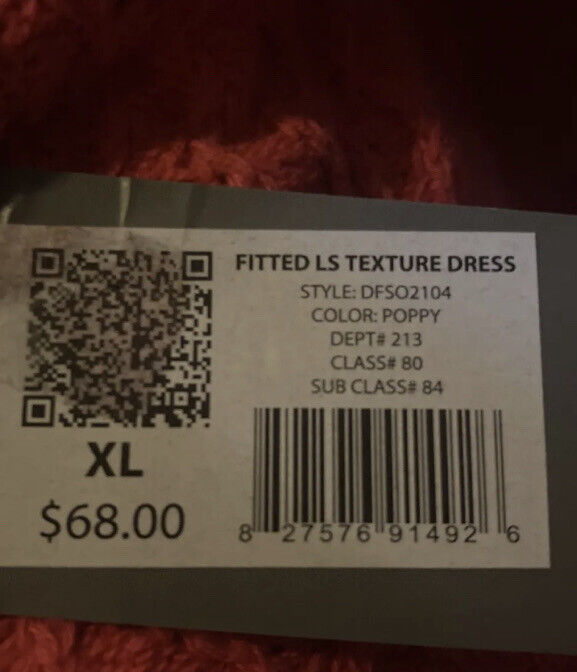 FITTED LS TEXTURE DRESS
STYLE: DFSO2104
COLOR: POPPY
DEPT# 213
CLASS# 80
SUB CLASS# 84
XL
$68.00
8 27576 91492 6